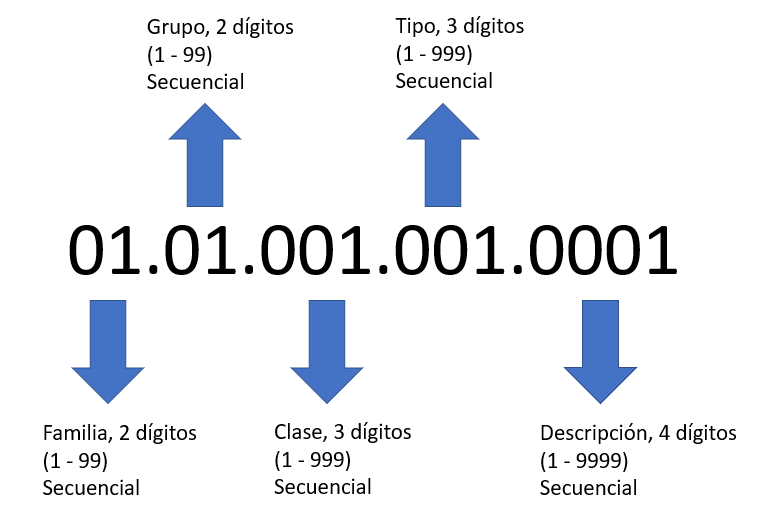 Grupo, 2 dígitos
(1 - 99)
Secuencial
Tipo, 3 dígitos
(1 - 999)
Secuencial
01.01.001.001.0001
Familia, 2 dígitos
(1 - 99)
Secuencial
Clase, 3 dígitos
(1 - 999)
Secuencial
Descripción, 4 dígitos
(1 - 9999)
Secuencial